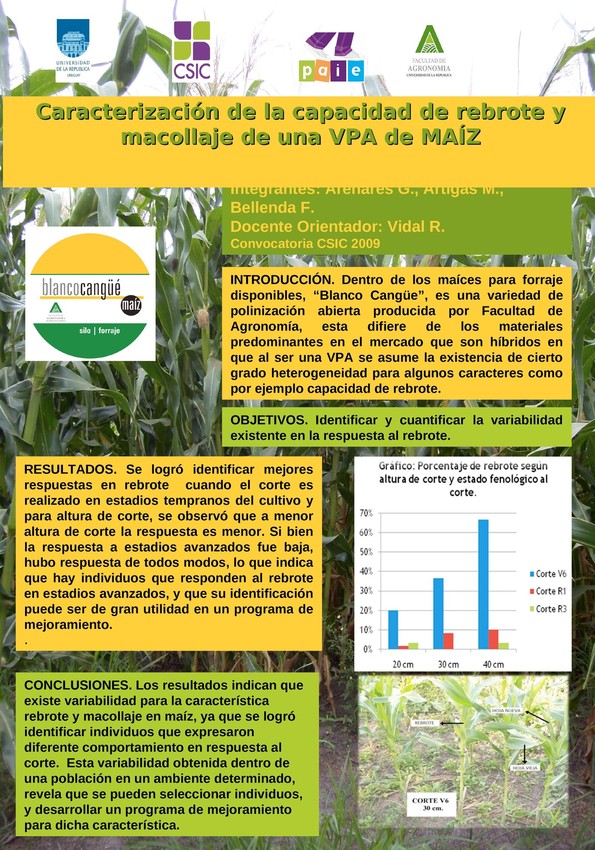 UNIVERSIDAD
DE LA REPÚBLICA
URUGUAY
CSIC
paie
FACULTAD DE
AGRONOMIA
UNIVERSIDAD DE LA REPUBLICA
Caracterización de la capacidad de rebrote y
macollaje de una VPA de MAÍZ
Integrantes: Arenares G., Artigas M.,
Bellenda F.
Docente Orientador: Vidal R.
Convocatoria CSIC 2009
blancocangüé
maíz
silo | forraje
INTRODUCCIÓN. Dentro de los maíces para forraje
disponibles, “Blanco Cangüe”, es una variedad de
polinización abierta producida por Facultad de
Agronomía, esta difiere de los materiales
predominantes en el mercado que son híbridos en
que al ser una VPA se asume la existencia de cierto
grado heterogeneidad para algunos caracteres como
por ejemplo capacidad de rebrote.
OBJETIVOS. Identificar y cuantificar la variabilidad
existente en la respuesta al rebrote.
RESULTADOS. Se logró identificar mejores
respuestas en rebrote cuando el corte es
realizado en estadios tempranos del cultivo y
para altura de corte, se observó que a menor
altura de corte la respuesta es menor. Si bien
la respuesta a estadios avanzados fue baja,
hubo respuesta de todos modos, lo que indica
que hay individuos que responden al rebrote
en estadios avanzados, y que su identificación
puede ser de gran utilidad en un programa de
mejoramiento.
.
Gráfico: Porcentaje de rebrote según
altura de corte y estado fenológico al
corte.
70%
60%
50%
40%
30%
20%
10%
0%
20 cm 30 cm 40 cm
Corte V6
Corte R1
Corte R3
CONCLUSIONES. Los resultados indican que
existe variabilidad para la característica
rebrote y macollaje en maíz, ya que se logró
identificar individuos que expresaron
diferente comportamiento en respuesta al
corte. Esta variabilidad obtenida dentro de
una población en un ambiente determinado,
revela que se pueden seleccionar individuos,
y desarrollar un programa de mejoramiento
para dicha característica.
HOJA NUEVA
REBROTE
HOJA VIEJA
CORTE V6
30 cm.